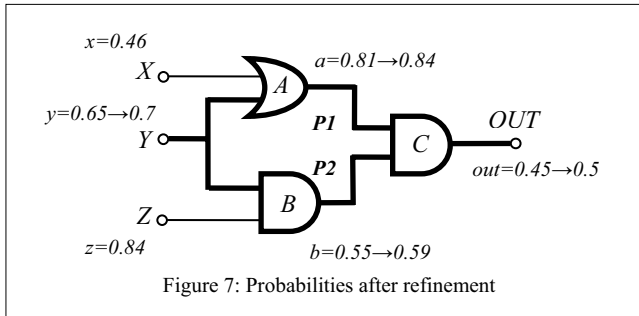 x=0.46
a=0.81→0.84
X
A
y=0.65→0.7
P1
OUT
Y
C
P2
out=0.45→0.5
Z
B
z=0.84
b=0.55→0.59
Figure 7: Probabilities after refinement